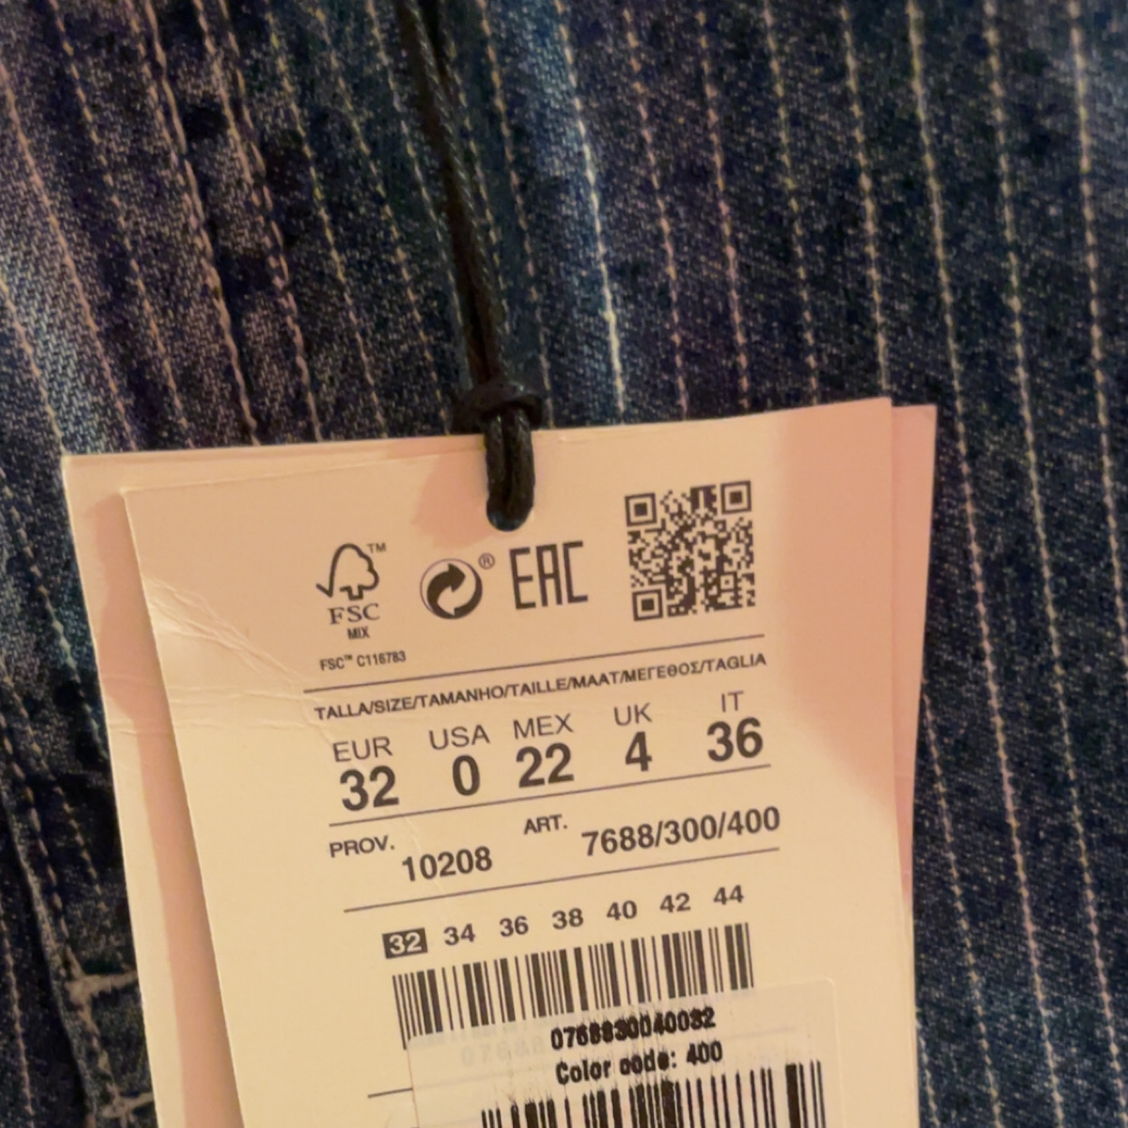 ™
FSC
MIX
FSC™ C116783
® EAC
TALLA/SIZE/TAMANHO/TAILLE/MAAT/ΜΕΓΕΘΟΣ/TAGLIA
EUR USA MEX UK IT
32 0 22 4 36
PROV. 10208 ART. 7688/300/400
32 34 36 38 40 42 44
0768830040032
Color code: 400